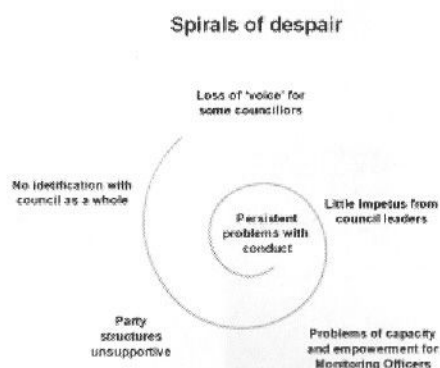 Spirals of despair
Loss of 'voice' for
some councillors
No idetification with
council as a whole
Persistent
problems with
conduct
Little impetus from
council leaders
Party
structures
unsupportive
Problems of capacity
and empowerment for
Monitoring Officers